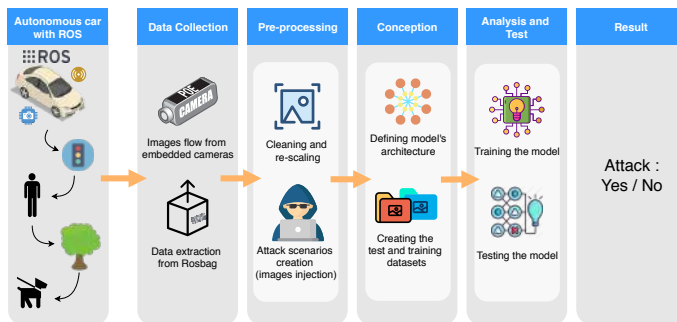 Autonomous car
with ROS
Data Collection
Pre-processing
Conception
Analysis and
Test
Result
ROS
POE
CAMERA
Images flow from
embedded cameras
Data extraction
from Rosbag
Cleaning and
re-scaling
Attack scenarios
creation
(images injection)
Defining model's
architecture
Creating the
test and training
datasets
Training the model
Testing the model
Attack :
Yes / No